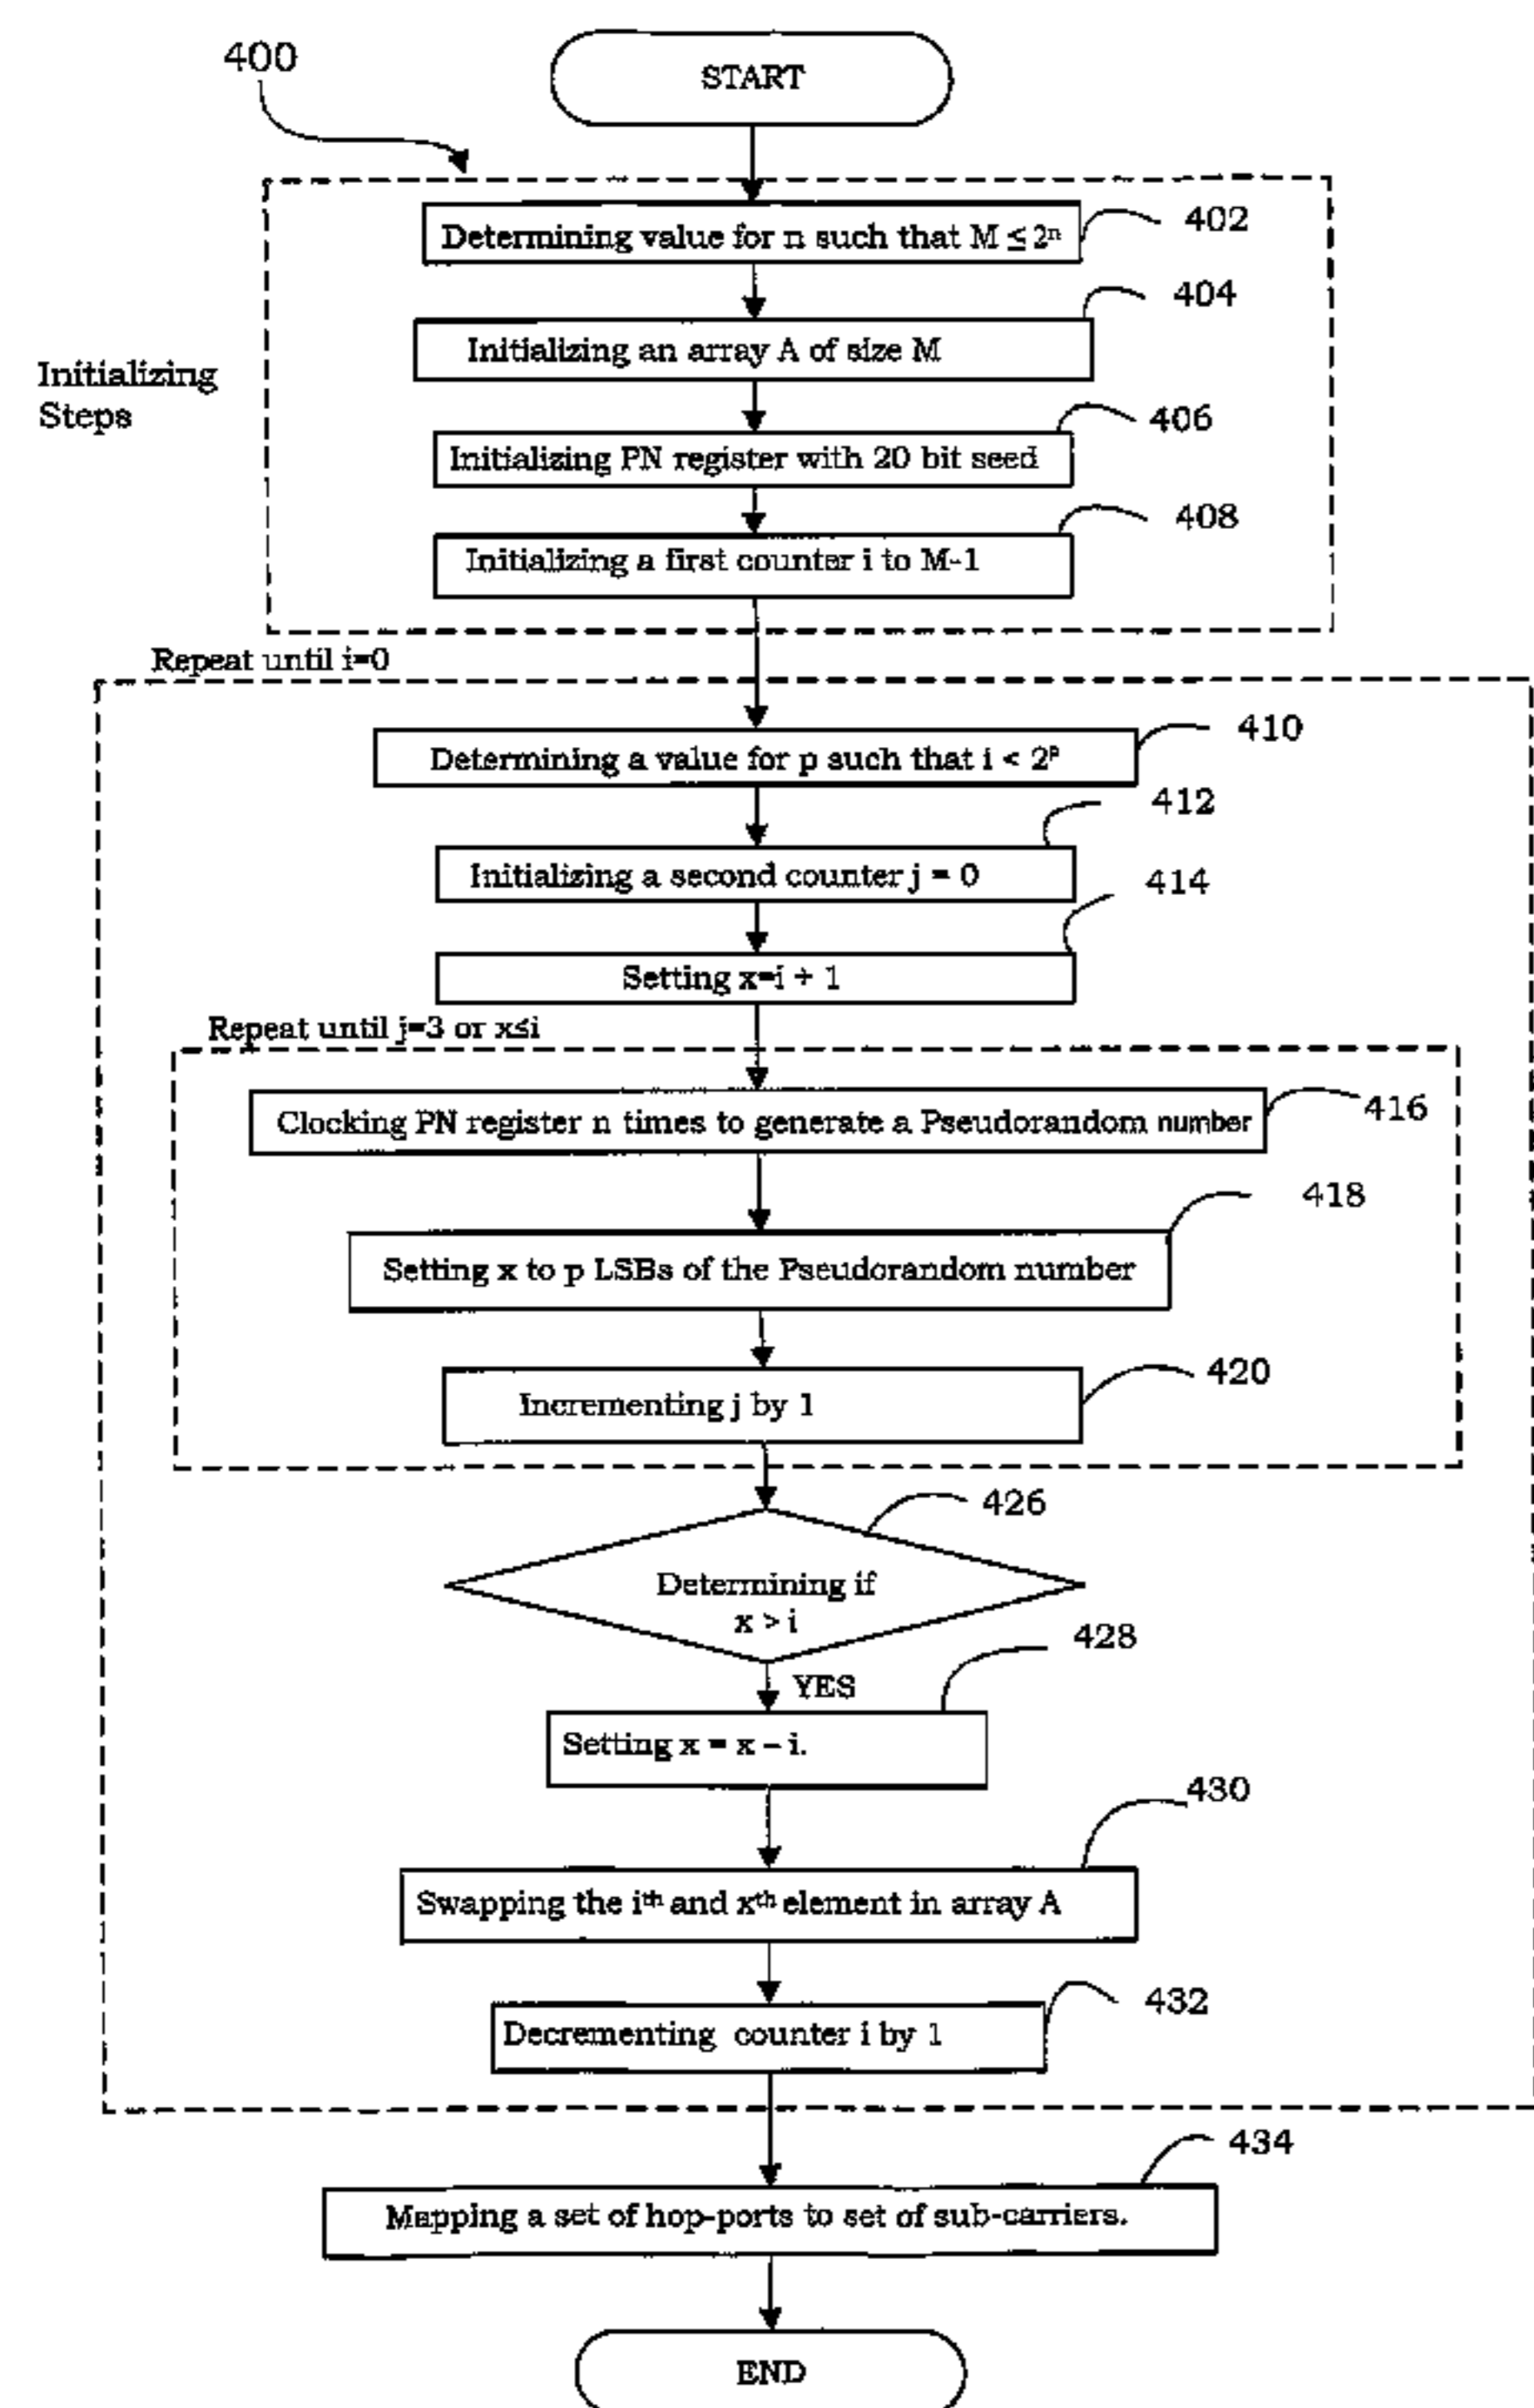 400
START
Determining value for n such that M ≤ 2ⁿ
402
404
Initializing an array A of size M
Initializing
Steps
406
Initializing PN register with 20 bit seed
408
Initializing a first counter i to M-1
Repeat until i=0
410
Determining a value for p such that i < 2ᵖ
412
Initializing a second counter j = 0
414
Setting x=i + 1
Repeat until j=3 or x≤i
Clocking PN register n times to generate a Pseudorandom number
416
418
Setting x to p LSBs of the Pseudorandom number
420
Incrementing j by 1
426
Determining if
x > i
428
YES
Setting x = x – i.
430
Swapping the iᵗʰ and xᵗʰ element in array A
432
Decrementing counter i by 1
434
Mapping a set of hop-ports to set of sub-carriers.
END